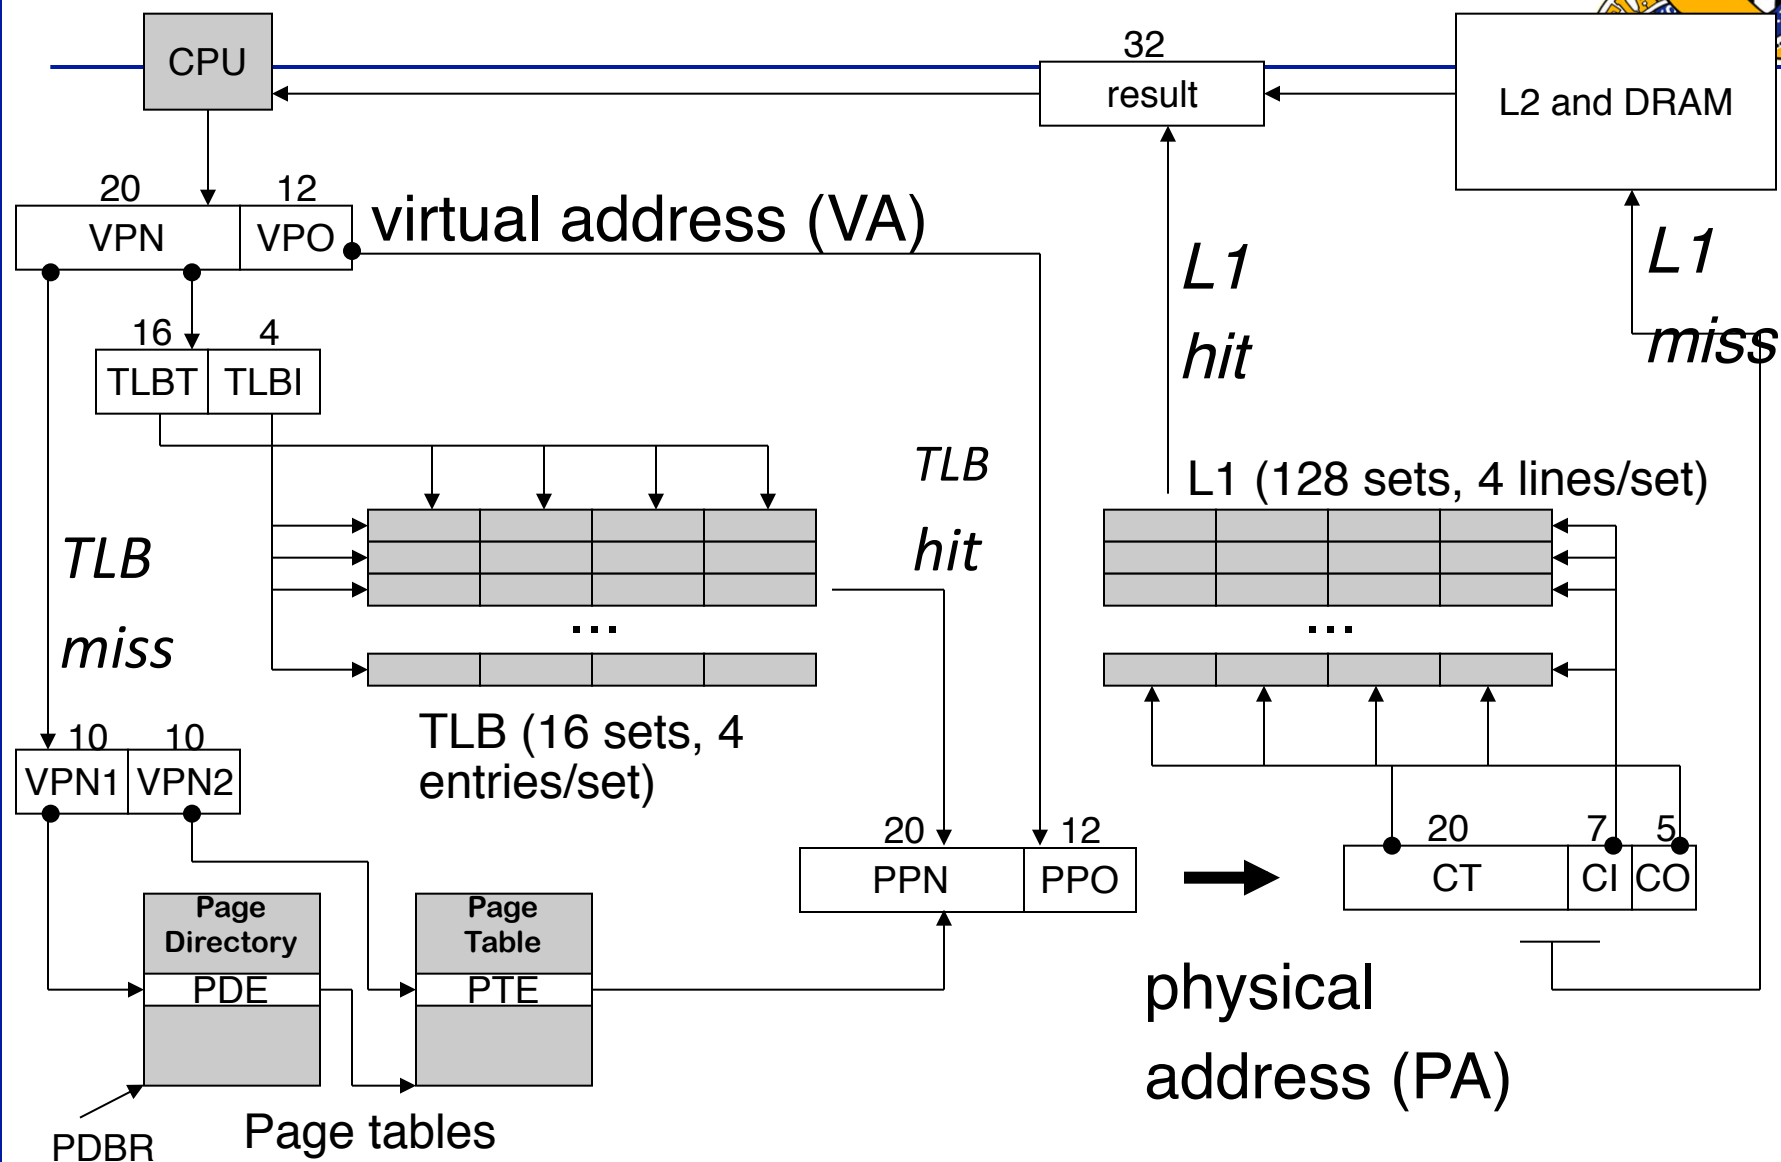 CPU
32
result
L2 and DRAM
20
12
VPN
VPO
virtual address (VA)
L1
hit
L1
miss
16
4
TLBT
TLBI
TLB
hit
L1 (128 sets, 4 lines/set)
TLB
miss
...
...
TLB (16 sets, 4
entries/set)
10
10
VPN1
VPN2
20
12
PPN
PPO
20
7
5
CT
CI
CO
Page
Directory
PDE
Page
Table
PTE
physical
address (PA)
PDBR
Page tables